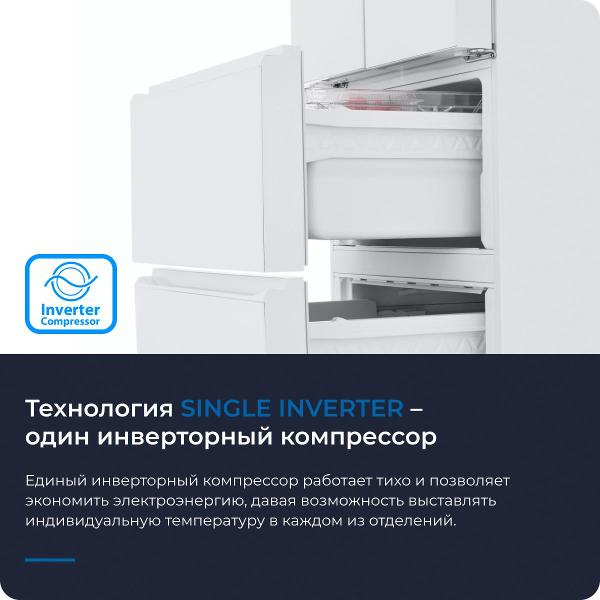 Inverter
Compressor
Технология SINGLE INVERTER –
один инверторный компрессор
Единый инверторный компрессор работает тихо и позволяет
экономить электроэнергию, давая возможность выставлять
индивидуальную температуру в каждом из отделений.